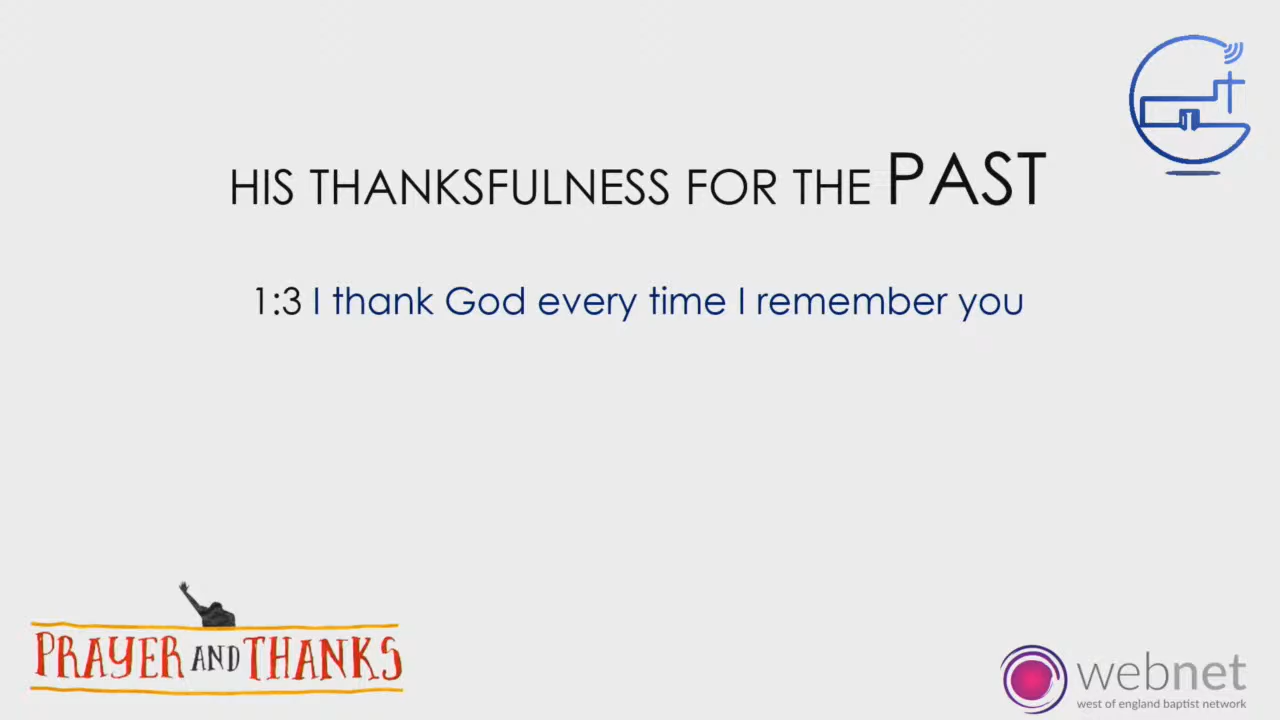 HIS THANKSFULNESS FOR THE PAST
1:3 I thank God every time I remember you
PRAYER AND THANKS
webnet
west of england baptist network